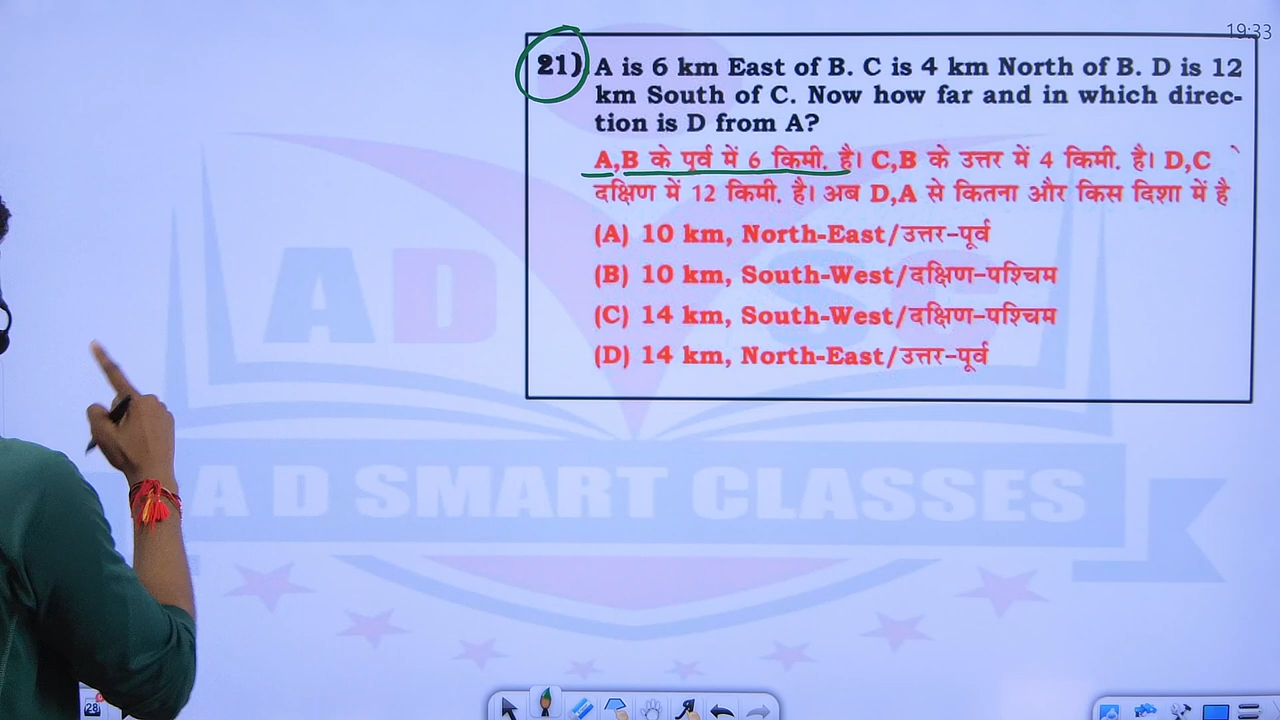 19:33
21) A is 6 km East of B. C is 4 km North of B. D is 12
km South of C. Now how far and in which direc-
tion is D from A?
A,B के पूर्व में 6 किमी. है। C,B के उत्तर में 4 किमी. है। D,C
दक्षिण में 12 किमी. है। अब D,A से कितना और किस दिशा में है
(A) 10 km, North-East/उत्तर-पूर्व
(B) 10 km, South-West/दक्षिण-पश्चिम
(C) 14 km, South-West/दक्षिण-पश्चिम
(D) 14 km, North-East/उत्तर-पूर्व
AD SC
A D SMART CLASSES
28